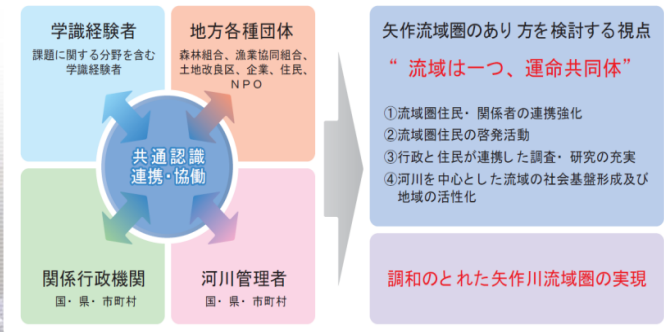 学識経験者
課題に関する分野を含む
学識経験者
地方各種団体
森林組合、漁業協同組合、
土地改良区、企業、住民、
ＮＰＯ
共通認識
連携・協働
関係行政機関
国・県・市町村
河川管理者
国・県・市町村
矢作流域圏のあり方を検討する視点
“ 流域は一つ、運命共同体”
①流域圏住民・関係者の連携強化
②流域圏住民の啓発活動
③行政と住民が連携した調査・研究の充実
④河川を中心とした流域の社会基盤形成及び
地域の活性化
調和のとれた矢作川流域圏の実現